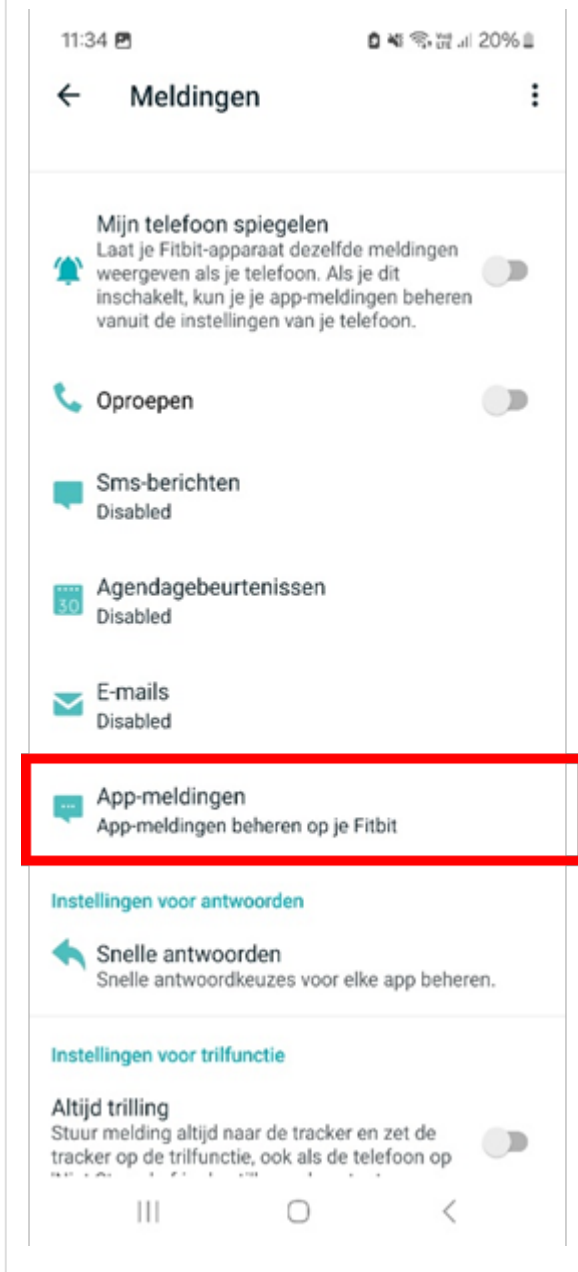 11:34
20%
Meldingen
Mijn telefoon spiegelen
Laat je Fitbit-apparaat dezelfde meldingen
weergeven als je telefoon. Als je dit
inschakelt, kun je je app-meldingen beheren
vanuit de instellingen van je telefoon.
Oproepen
Sms-berichten
Disabled
30
Agendagebeurtenissen
Disabled
E-mails
Disabled
App-meldingen
App-meldingen beheren op je Fitbit
Instellingen voor antwoorden
Snelle antwoorden
Snelle antwoordkeuzes voor elke app beheren.
Instellingen voor trilfunctie
Altijd trilling
Stuur melding altijd naar de tracker en zet de
tracker op de trilfunctie, ook als de telefoon op